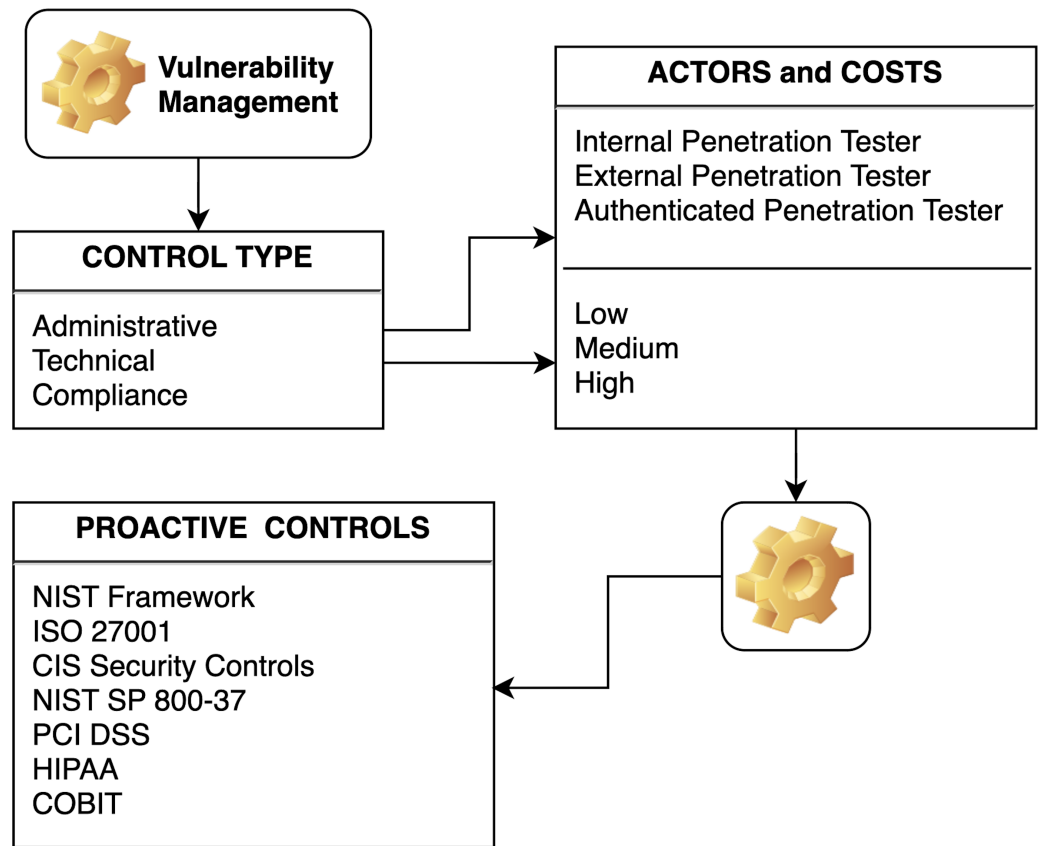 Vulnerability
Management
CONTROL TYPE
Administrative
Technical
Compliance
ACTORS and COSTS
Internal Penetration Tester
External Penetration Tester
Authenticated Penetration Tester
Low
Medium
High
PROACTIVE CONTROLS
NIST Framework
ISO 27001
CIS Security Controls
NIST SP 800-37
PCI DSS
HIPAA
COBIT